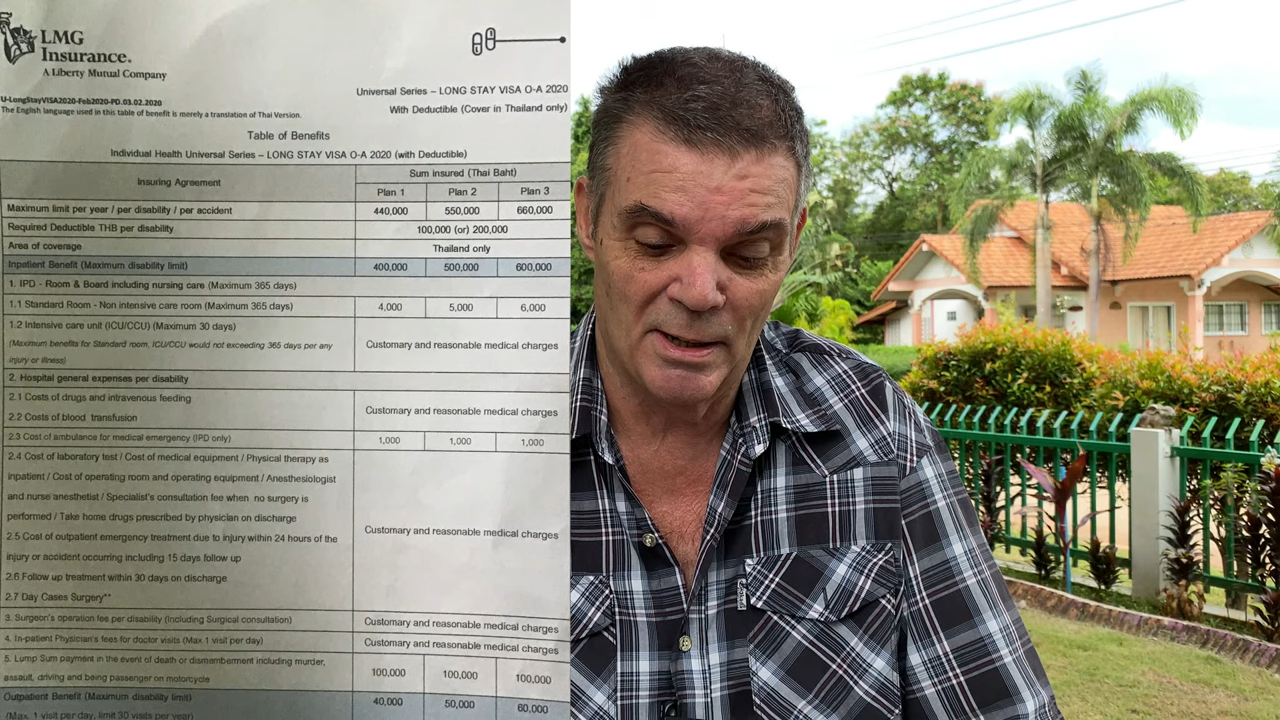 LMG
Insurance.
A Liberty Mutual Company
U-LongStayVISA2020-Feb2020-PD.03.02.2020
The English language used in this table of benefit is merely a translation of Thai Version.
Universal Series – LONG STAY VISA O-A 2020
With Deductible (Cover in Thailand only)
Table of Benefits
Individual Health Universal Series – LONG STAY VISA O-A 2020 (with Deductible)
Insuring Agreement
Sum insured (Thai Baht)
Plan 1 Plan 2 Plan 3
Maximum limit per year / per disability / per accident 440,000 550,000 660,000
Required Deductible THB per disability 100,000 (or) 200,000
Area of coverage Thailand only
Inpatient Benefit (Maximum disability limit) 400,000 500,000 600,000
1. IPD - Room & Board including nursing care (Maximum 365 days)
1.1 Standard Room - Non intensive care room (Maximum 365 days) 4,000 5,000 6,000
1.2 Intensive care unit (ICU/CCU) (Maximum 30 days)
(Maximum benefits for Standard room, ICU/CCU would not exceeding 365 days per any
injury or illness)
Customary and reasonable medical charges
2. Hospital general expenses per disability
2.1 Costs of drugs and intravenous feeding
2.2 Costs of blood transfusion
Customary and reasonable medical charges
2.3 Cost of ambulance for medical emergency (IPD only) 1,000 1,000 1,000
2.4 Cost of laboratory test / Cost of medical equipment / Physical therapy as
inpatient / Cost of operating room and operating equipment / Anesthesiologist
and nurse anesthetist / Specialist's consultation fee when no surgery is
performed / Take home drugs prescribed by physician on discharge
2.5 Cost of outpatient emergency treatment due to injury within 24 hours of the
injury or accident occurring including 15 days follow up
2.6 Follow up treatment within 30 days on discharge
2.7 Day Cases Surgery**
Customary and reasonable medical charges
3. Surgeon's operation fee per disability (Including Surgical consultation) Customary and reasonable medical charges
4. In-patient Physician's fees for doctor visits (Max.1 visit per day) Customary and reasonable medical charges
5. Lump Sum payment in the event of death or dismemberment including murder,
assault, driving and being passenger on motorcycle
100,000 100,000 100,000
Outpatient Benefit (Maximum disability limit)
(Max. 1 visit per day, limit 30 visits per year)
40,000 50,000 60,000